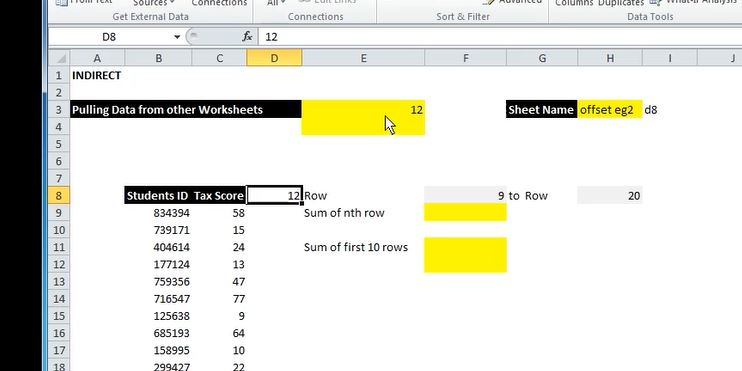 From Text Sources Connections All Edit Links Advanced Columns Duplicates What-If Analysis
Get External Data Connections Sort & Filter Data Tools
D8 fx 12
A B C D E F G H I J
1 INDIRECT
2
3 Pulling Data from other Worksheets 12 Sheet Name offset eg2 d8
4
5
6
7
8 Students ID Tax Score 12 Row 9 to Row 20
9 834394 58 Sum of nth row
10 739171 15
11 404614 24 Sum of first 10 rows
12 177124 13
13 759356 47
14 716547 77
15 125638 9
16 685193 64
17 158995 10
18 299427 22